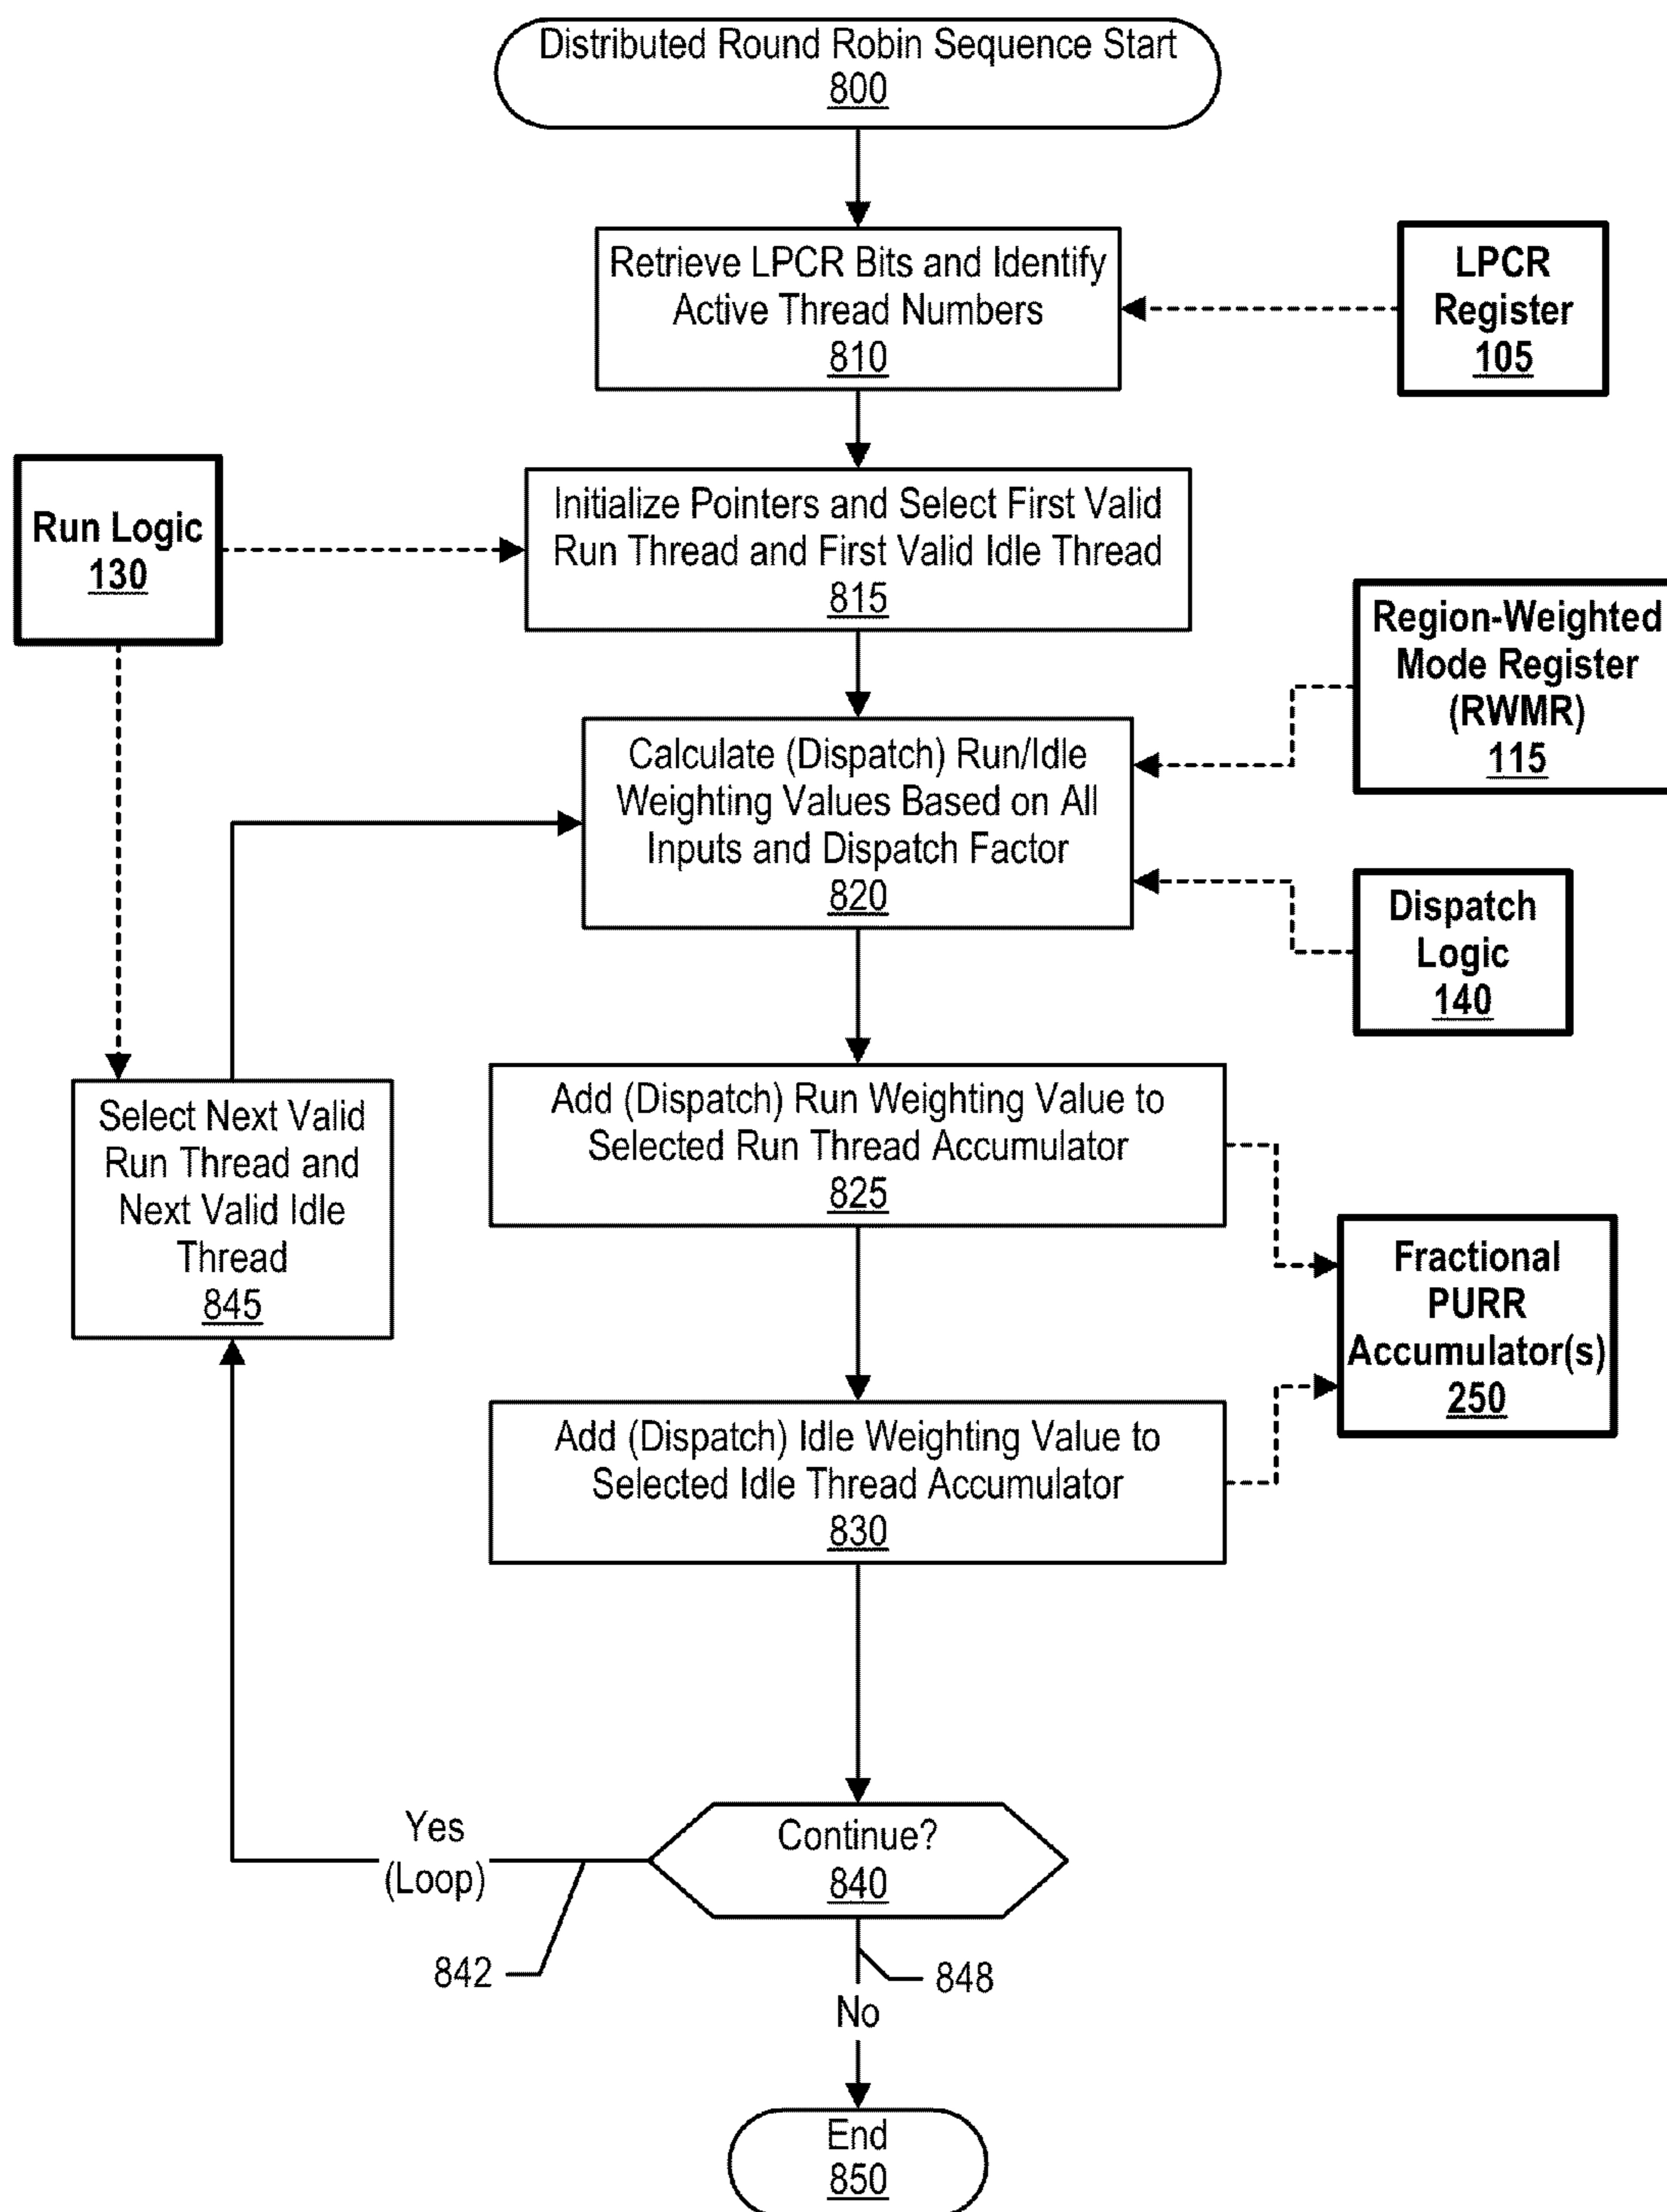 Distributed Round Robin Sequence Start
800
Retrieve LPCR Bits and Identify
Active Thread Numbers
810
LPCR
Register
105
Run Logic
130
Initialize Pointers and Select First Valid
Run Thread and First Valid Idle Thread
815
Region-Weighted
Mode Register
(RWMR)
115
Calculate (Dispatch) Run/Idle
Weighting Values Based on All
Inputs and Dispatch Factor
820
Dispatch
Logic
140
Select Next Valid
Run Thread and
Next Valid Idle
Thread
845
Add (Dispatch) Run Weighting Value to
Selected Run Thread Accumulator
825
Fractional
PURR
Accumulator(s)
250
Add (Dispatch) Idle Weighting Value to
Selected Idle Thread Accumulator
830
Yes
(Loop)
Continue?
840
842
848
No
End
850